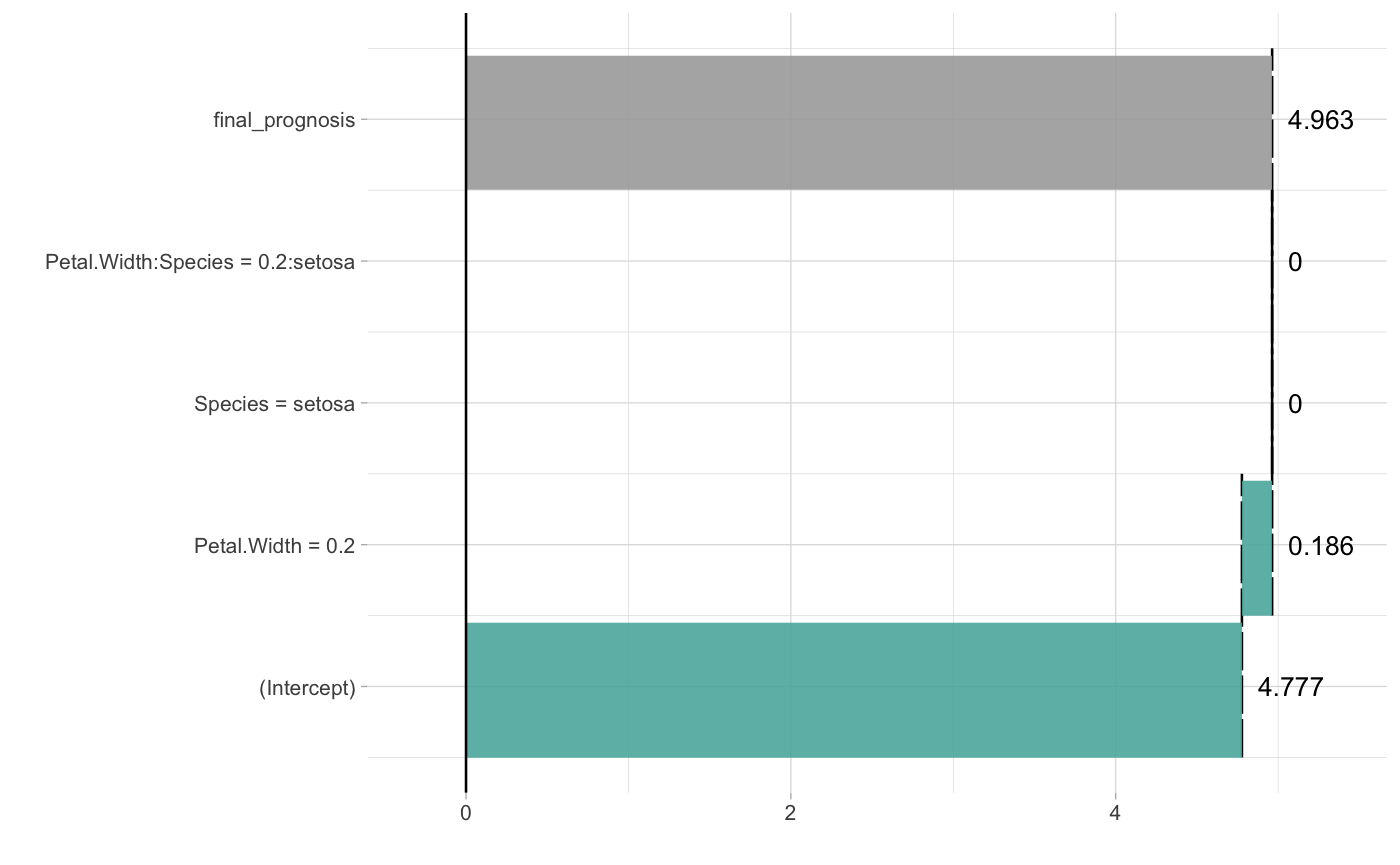 final_prognosis 4.963
Petal.Width:Species = 0.2:setosa 0
Species = setosa 0
Petal.Width = 0.2 0.186
(Intercept) 4.777
0 2 4